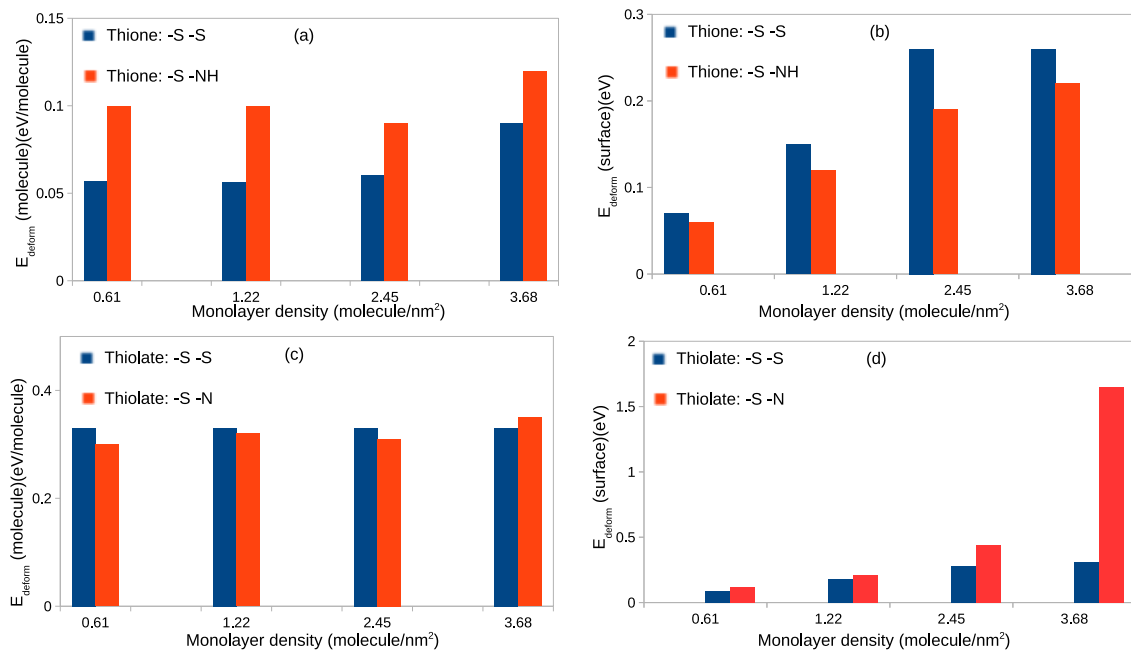 (a)
Thione: -S -S
Thione: -S -NH
0.15
0.1
0.05
0
E_deform (molecule)(eV/molecule)
0.61 1.22 2.45 3.68
Monolayer density (molecule/nm²)
(b)
Thione: -S -S
Thione: -S -NH
0.3
0.2
0.1
0
E_deform (surface)(eV)
0.61 1.22 2.45 3.68
Monolayer density (molecule/nm²)
(c)
Thiolate: -S -S
Thiolate: -S -N
0.4
0.2
0
E_deform (molecule)(eV/molecule)
0.61 1.22 2.45 3.68
Monolayer density (molecule/nm²)
(d)
Thiolate: -S -S
Thiolate: -S -N
2
1.5
1
0.5
0
E_deform (surface)(eV)
0.61 1.22 2.45 3.68
Monolayer density (molecule/nm²)